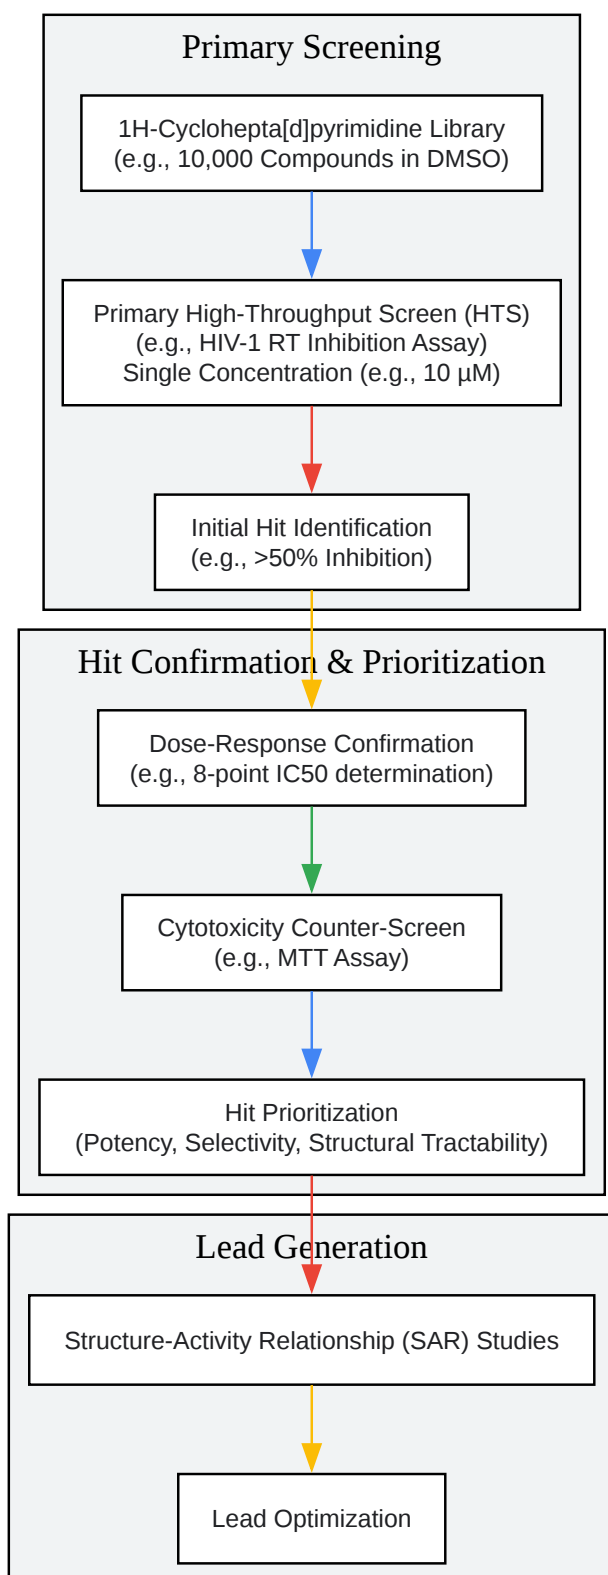 Primary Screening
1H-Cyclohepta[d]pyrimidine Library
(e.g., 10,000 Compounds in DMSO)
Primary High-Throughput Screen (HTS)
(e.g., HIV-1 RT Inhibition Assay)
Single Concentration (e.g., 10 µM)
Initial Hit Identification
(e.g., >50% Inhibition)
Hit Confirmation & Prioritization
Dose-Response Confirmation
(e.g., 8-point IC50 determination)
Cytotoxicity Counter-Screen
(e.g., MTT Assay)
Hit Prioritization
(Potency, Selectivity, Structural Tractability)
Lead Generation
Structure-Activity Relationship (SAR) Studies
Lead Optimization